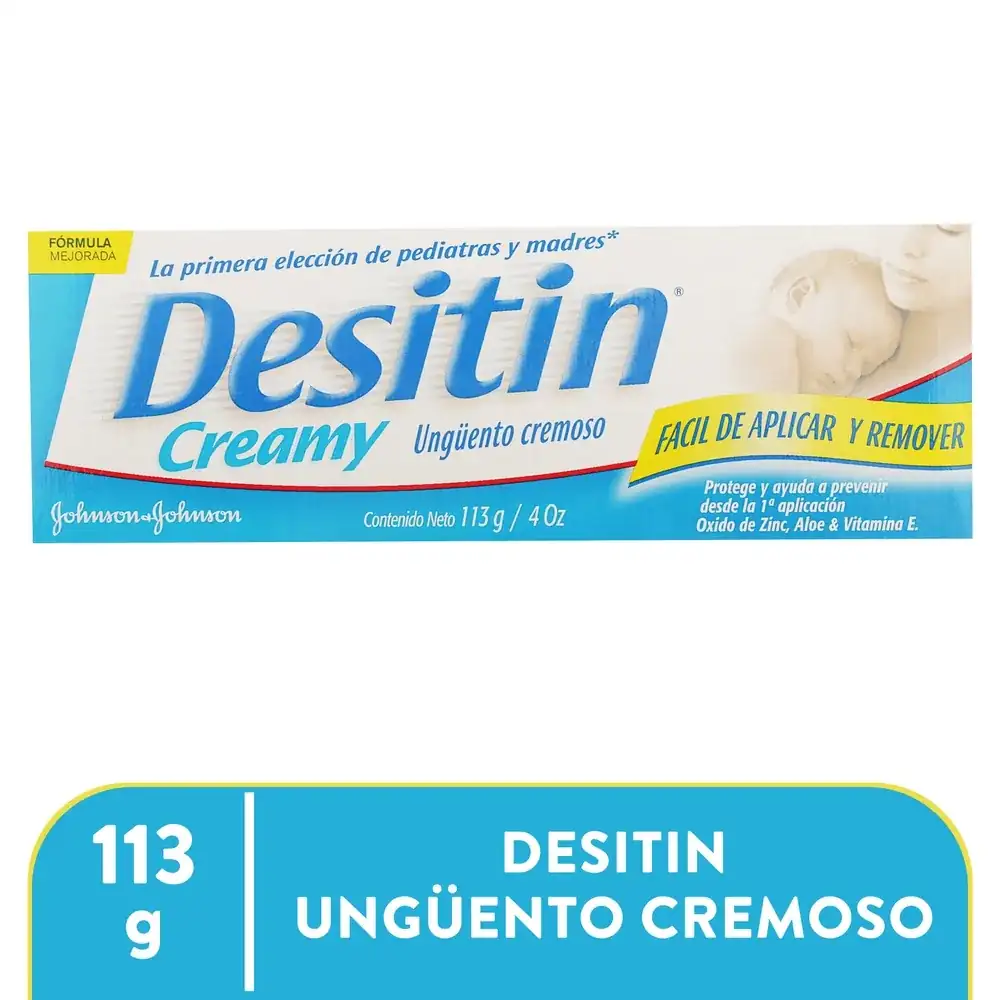 FÓRMULA
MEJORADA
La primera elección de pediatras y madres*
Desitin®
Creamy Ungüento cremoso
FACIL DE APLICAR Y REMOVER
Protege y ayuda a prevenir
desde la 1ª aplicación
Oxido de Zinc, Aloe & Vitamina E.
Johnson+Johnson
Contenido Neto 113 g / 4 Oz
113
g
DESITIN
UNGÜENTO CREMOSO